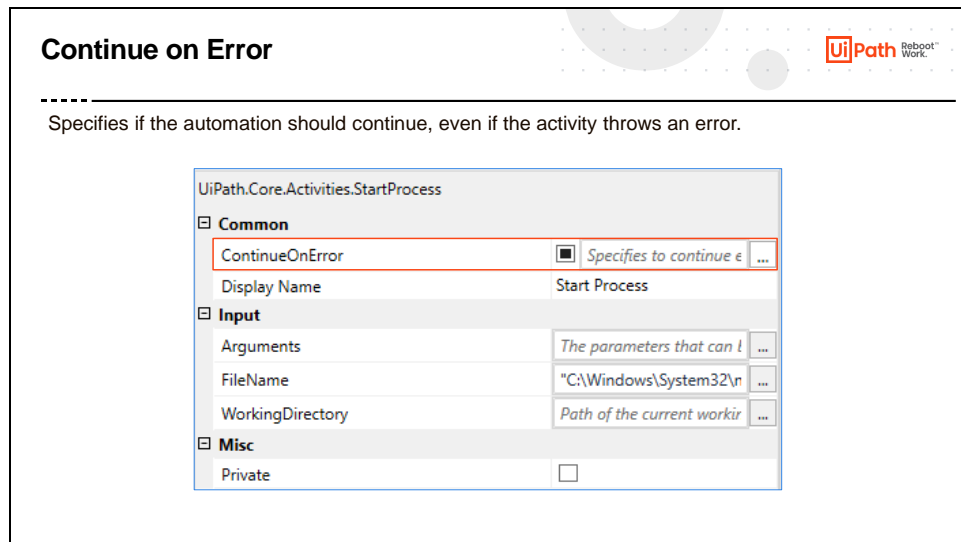 Continue on Error
UiPath Reboot Work.™
Specifies if the automation should continue, even if the activity throws an error.
UiPath.Core.Activities.StartProcess
Common
ContinueOnError Specifies to continue e ...
Display Name Start Process
Input
Arguments The parameters that can b ...
FileName "C:\Windows\System32\n ...
WorkingDirectory Path of the current workin ...
Misc
Private